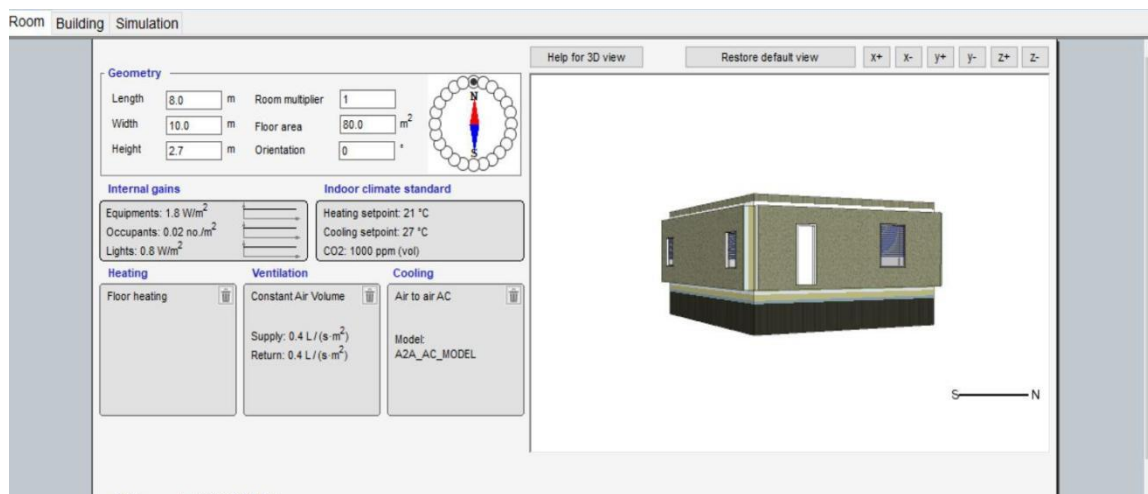 Room Building Simulation
Help for 3D view Restore default view x+ x- y+ y- z+ z-
Geometry
Length 8.0 m Room multiplier 1
Width 10.0 m Floor area 80.0 m²
Height 2.7 m Orientation 0 °
N
S
Internal gains
Equipments: 1.8 W/m²
Occupants: 0.02 no./m²
Lights: 0.8 W/m²
Indoor climate standard
Heating setpoint: 21 °C
Cooling setpoint: 27 °C
CO2: 1000 ppm (vol)
Heating
Floor heating
Ventilation
Constant Air Volume
Supply: 0.4 L/(s·m²)
Return: 0.4 L/(s·m²)
Cooling
Air to air AC
Model:
A2A_AC_MODEL
S N